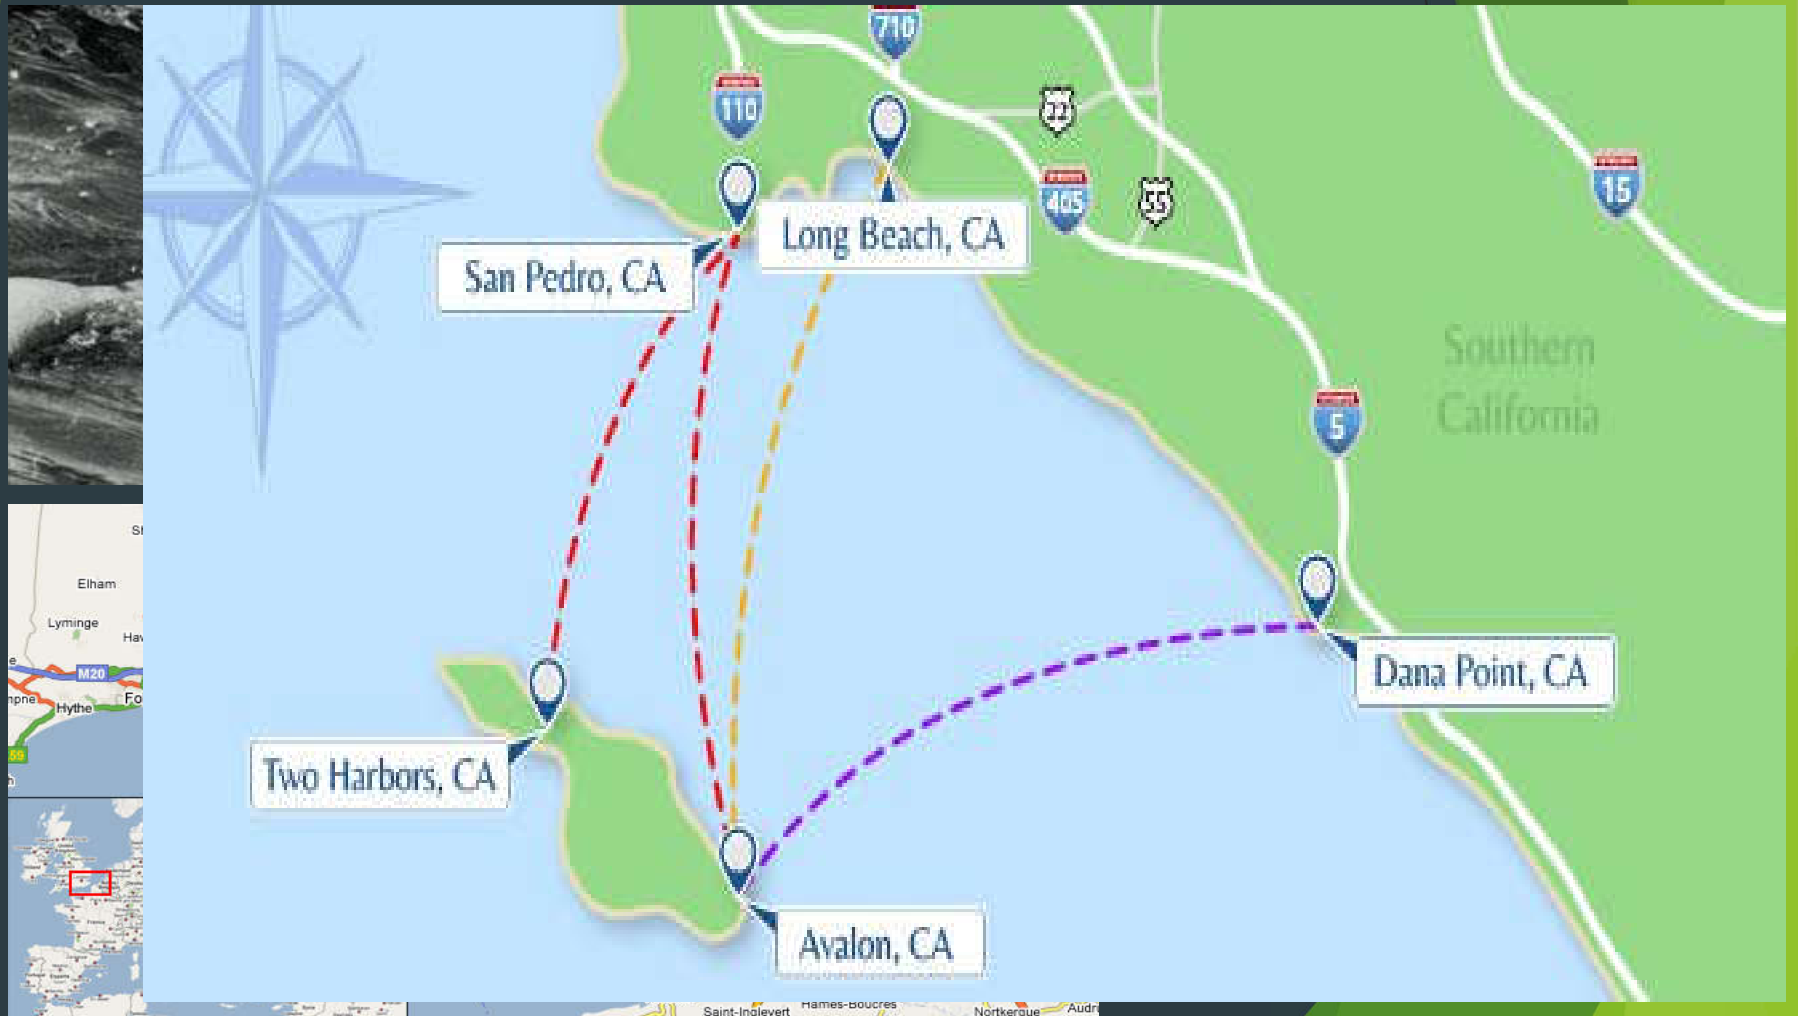 710
110
22
15
405
55
Long Beach, CA
San Pedro, CA
Southern
California
5
Elham
Lyminge
M20
Hythe
Dana Point, CA
Two Harbors, CA
Avalon, CA
Saint-Inglevert
Hames-Boucres
Nortkerque